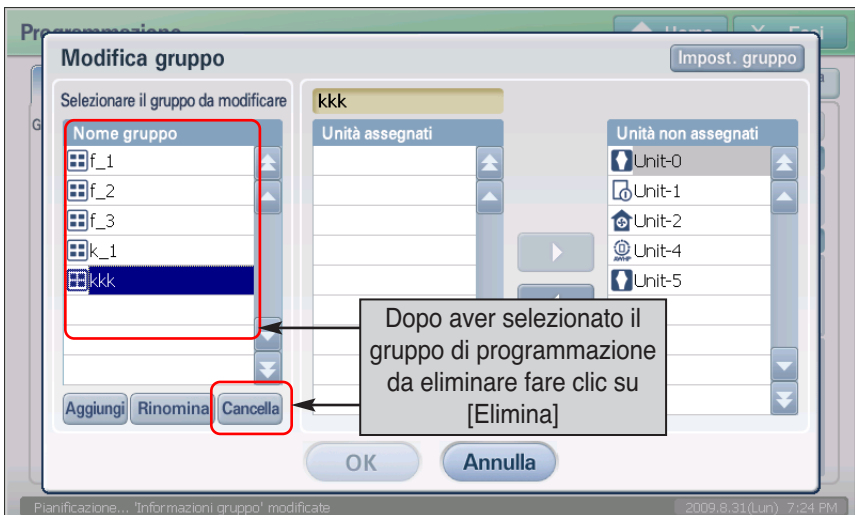 Programmazione
Home X Esci
Modifica gruppo
Impost. gruppo
Selezionare il gruppo da modificare
kkk
Nome gruppo
Unità assegnati
Unità non assegnati
f_1
f_2
f_3
k_1
kkk
Unit-0
Unit-1
Unit-2
Unit-4
Unit-5
Dopo aver selezionato il
gruppo di programmazione
da eliminare fare clic su
[Elimina]
Aggiungi Rinomina Cancella
OK Annulla
Pianificazione... 'Informazioni gruppo' modificate
2009.8.31(Lun) 7:24 PM